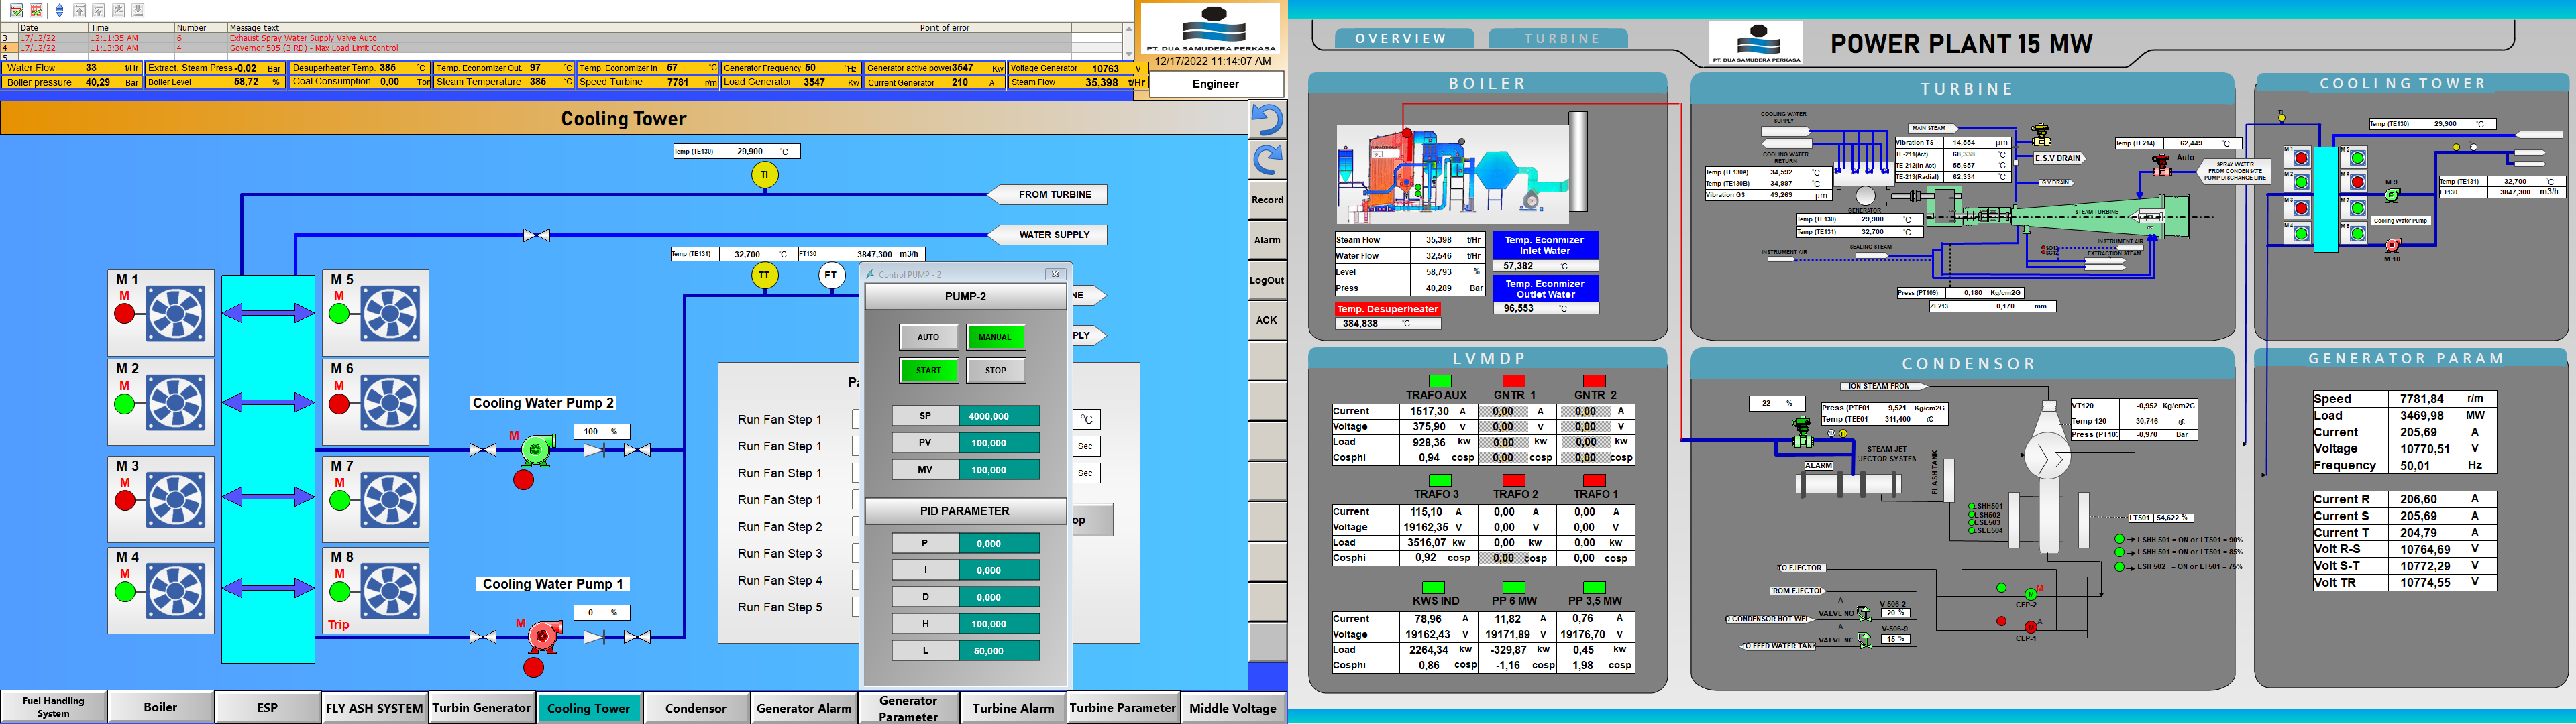 Date Time Number Message text Point of error
3 17/12/22 12:11:35 AM 6 Exhaust Spray Water Supply Valve Auto
4 17/12/22 11:13:30 AM 4 Governor 505 (3 RD) - Max Load Limit Control
5
PT. DUA SAMUDERA PERKASA
12/17/2022 11:14:07 AM
Engineer
Water Flow 33 t/Hr Extract. Steam Press -0,02 Bar Desuperheater Temp. 385 °C Temp. Economizer Out. 97 °C Temp. Economizer In 57 °C Generator Frequency 50 Hz Generator active power 3547 Kw Voltage Generator 10763 V
Boiler pressure 40,29 Bar Boiler Level 58,72 % Coal Consumption 0,00 Ton Steam Temperature 385 °C Speed Turbine 7781 r/m Load Generator 3547 Kw Current Generator 210 A Steam Flow 35,398 t/Hr
Cooling Tower
Temp (TE130) 29,900 °C
TI
FROM TURBINE
WATER SUPPLY
Temp (TE131) 32,700 °C FT130 3847,300 m3/h
TT FT
NE
PLY
M 1 M
M 5 M
M 2 M
M 6 M
M 3 M
M 7 M
M 4 M
M 8 M
Trip
Cooling Water Pump 2
M 100 %
Cooling Water Pump 1
M 0 %
Pa
Run Fan Step 1 °C
Run Fan Step 1 Sec
Run Fan Step 1 Sec
Run Fan Step 1
Run Fan Step 2 op
Run Fan Step 3
Run Fan Step 4
Run Fan Step 5
Control PUMP - 2
PUMP-2
AUTO MANUAL
START STOP
SP 4000,000
PV 100,000
MV 100,000
PID PARAMETER
P 0,000
I 0,000
D 0,000
H 100,000
L 50,000
Record
Alarm
LogOut
ACK
Fuel Handling System
Boiler
ESP
FLY ASH SYSTEM
Turbin Generator
Cooling Tower
Condensor
Generator Alarm
Generator Parameter
Turbine Alarm
Turbine Parameter
Middle Voltage
OVERVIEW TURBINE
PT. DUA SAMUDERA PERKASA
POWER PLANT 15 MW
BOILER
Steam Flow 35,398 t/Hr
Water Flow 32,546 t/Hr
Level 58,793 %
Press 40,289 Bar
Temp. Desuperheater
384,838 °C
Temp. Econmizer Inlet Water
57,382 °C
Temp. Econmizer Outlet Water
96,553 °C
TURBINE
COOLING WATER SUPPLY
COOLING WATER RETURN
MAIN STEAM
Vibration TS 14,554 µm
TE-211(Act) 68,338 °C
TE-212(in-Act) 55,657 °C
TE-213(Radial) 62,334 °C
E.S.V DRAIN
G.V DRAIN
Temp (TE214) 62,449 °C
Auto
SPRAY WATER FROM CONDENSATE PUMP DISCHARGE LINE
Temp (TE130A) 34,592 °C
Temp (TE130B) 34,997 °C
Vibration GS 49,269 µm
GENERATOR
Temp (TE130) 29,900 °C
Temp (TE131) 32,700 °C
STEAM TURBINE
INSTRUMENT AIR
SEALING STEAM
INSTRUMENT AIR
EXTRACTION STEAM
Press (PT109) 0,180 Kg/cm2G
ZE213 0,170 mm
COOLING TOWER
TI
Temp (TE130) 29,900 °C
M 1 M 5
M 2 M 6
M 3 M 7
M 4 M 8
M 9
Cooling Water Pump
M 10
Temp (TE131) 32,700 °C
FT130 3847,300 m3/h
LVMDP
TRAFO AUX GNTR 1 GNTR 2
Current 1517,30 A 0,00 A 0,00 A
Voltage 375,90 V 0,00 V 0,00 V
Load 928,36 kw 0,00 kw 0,00 kw
Cosphi 0,94 cosp 0,00 cosp 0,00 cosp
TRAFO 3 TRAFO 2 TRAFO 1
Current 115,10 A 0,00 A 0,00 A
Voltage 19162,35 V 0,00 V 0,00 V
Load 3516,07 kw 0,00 kw 0,00 kw
Cosphi 0,92 cosp 0,00 cosp 0,00 cosp
KWS IND PP 6 MW PP 3,5 MW
Current 78,96 A 11,82 A 0,76 A
Voltage 19162,43 V 19171,89 V 19176,70 V
Load 2264,34 kw -329,87 kw 0,45 kw
Cosphi 0,86 cosp -1,16 cosp 1,98 cosp
CONDENSOR
ION STEAM FROM
22 %
Press (PTE01 9,521 Kg/cm2G
Temp (TEE01 311,400 °C
VT120 -0,952 Kg/cm2G
Temp 120 30,746 °C
Press (PT103 -0,970 Bar
ALARM
STEAM JET
JECTOR SYSTEM
FLASH TANK
LSHH501
LSH502
LSL503
LSLL504
LT501 54,622 %
LSHH 501 = ON or LT501 = 90%
LSHH 501 = ON or LT501 = 85%
LSH 502 = ON or LT501 = 75%
TO EJECTOR
ROM EJECTOR
M M
CEP-2
A VALVE NO V-506-2 20 %
O CONDENSOR HOT WEL
A VALVE NC V-506-9 15 %
M A
CEP-1
TO FEED WATER TANK
GENERATOR PARAM
Speed 7781,84 r/m
Load 3469,98 MW
Current 205,69 A
Voltage 10770,51 V
Frequency 50,01 Hz
Current R 206,60 A
Current S 205,69 A
Current T 204,79 A
Volt R-S 10764,69 V
Volt S-T 10772,29 V
Volt TR 10774,55 V